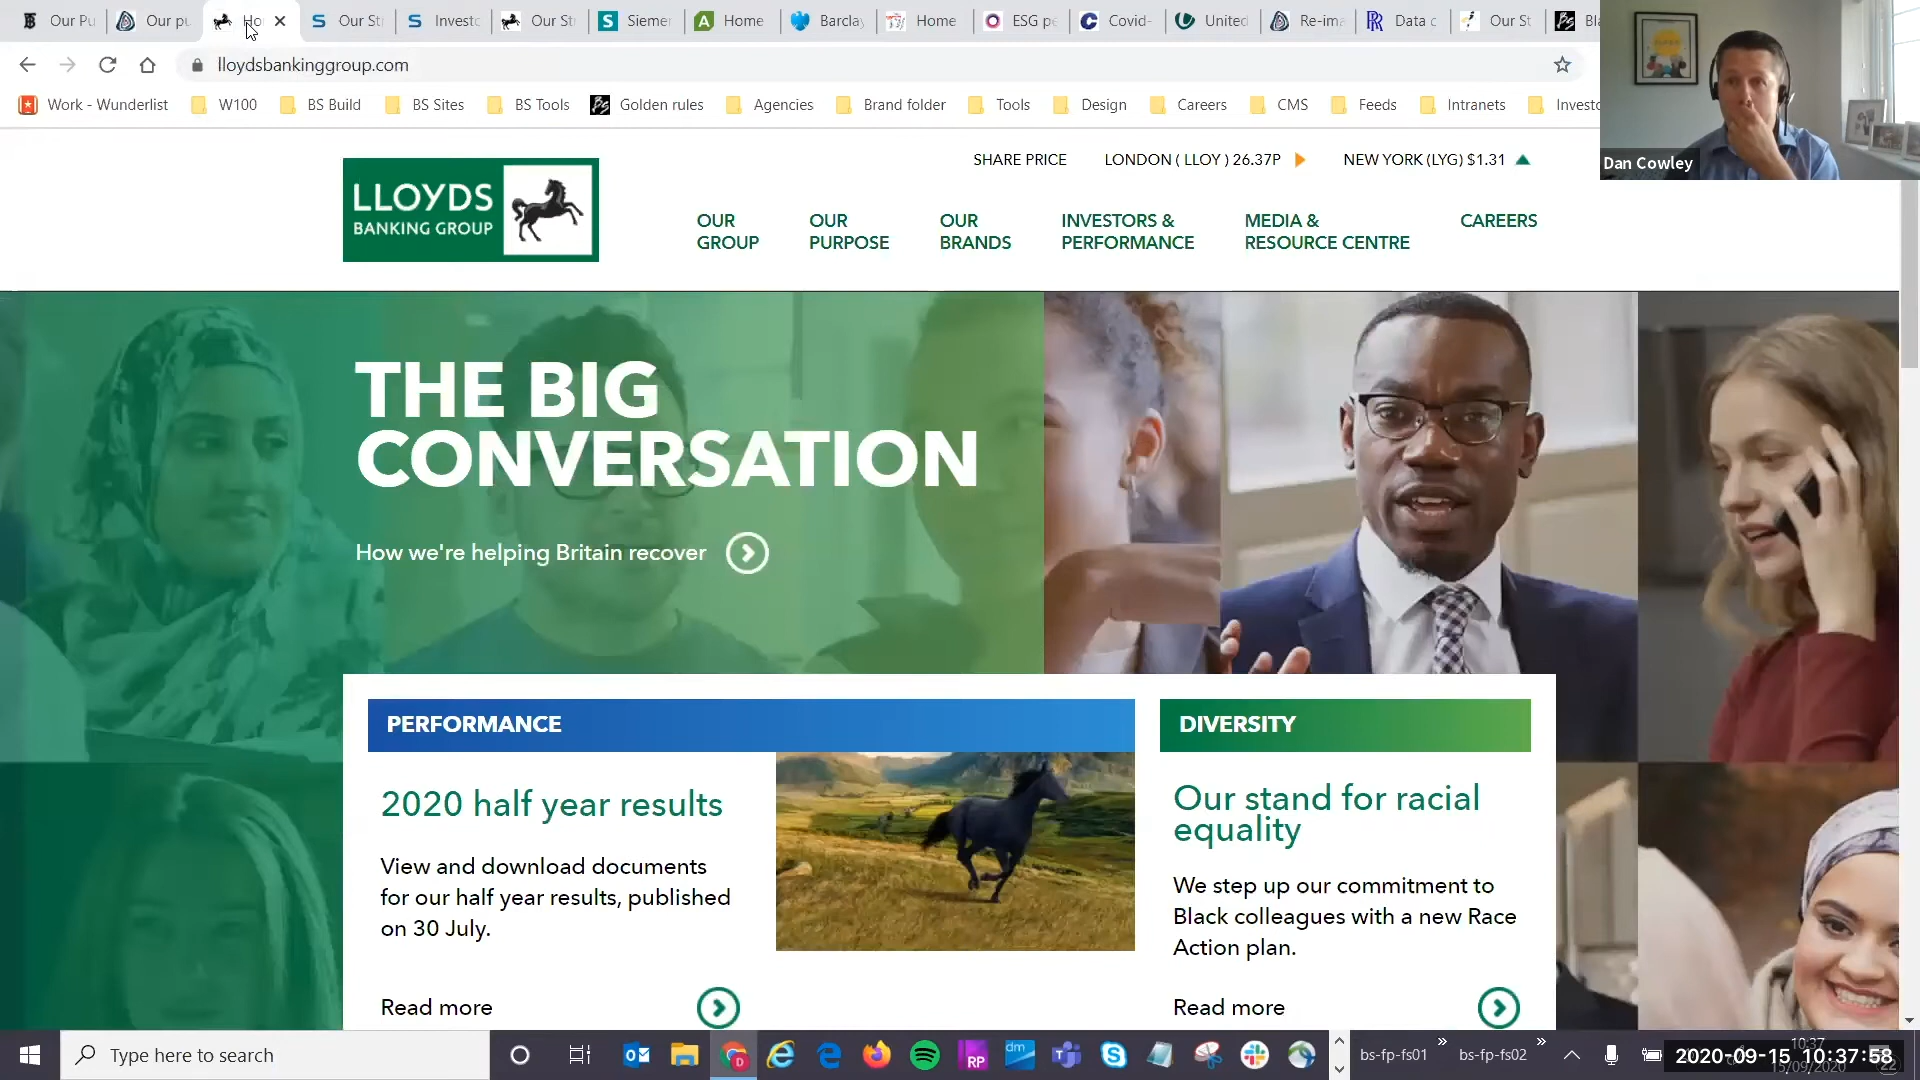 Our Pu
Our pu
Ho
Our St
Invest
Our St
Siemen
Home
Barclay
Home
ESG pe
Covid-
United
Re-ima
Data c
Our St
Bla
lloydsbankinggroup.com
Work - Wunderlist
W100
BS Build
BS Sites
BS Tools
Golden rules
Agencies
Brand folder
Tools
Design
Careers
CMS
Feeds
Intranets
Investo
Dan Cowley
SHARE PRICE
LONDON ( LLOY ) 26.37P
NEW YORK (LYG) $1.31
LLOYDS
BANKING GROUP
OUR
GROUP
OUR
PURPOSE
OUR
BRANDS
INVESTORS &
PERFORMANCE
MEDIA &
RESOURCE CENTRE
CAREERS
THE BIG
CONVERSATION
How we're helping Britain recover
PERFORMANCE
2020 half year results
View and download documents
for our half year results, published
on 30 July.
Read more
DIVERSITY
Our stand for racial
equality
We step up our commitment to
Black colleagues with a new Race
Action plan.
Read more
Type here to search
bs-fp-fs01
bs-fp-fs02
10:37
15/09/2020
2020-09-15 10:37:58
22